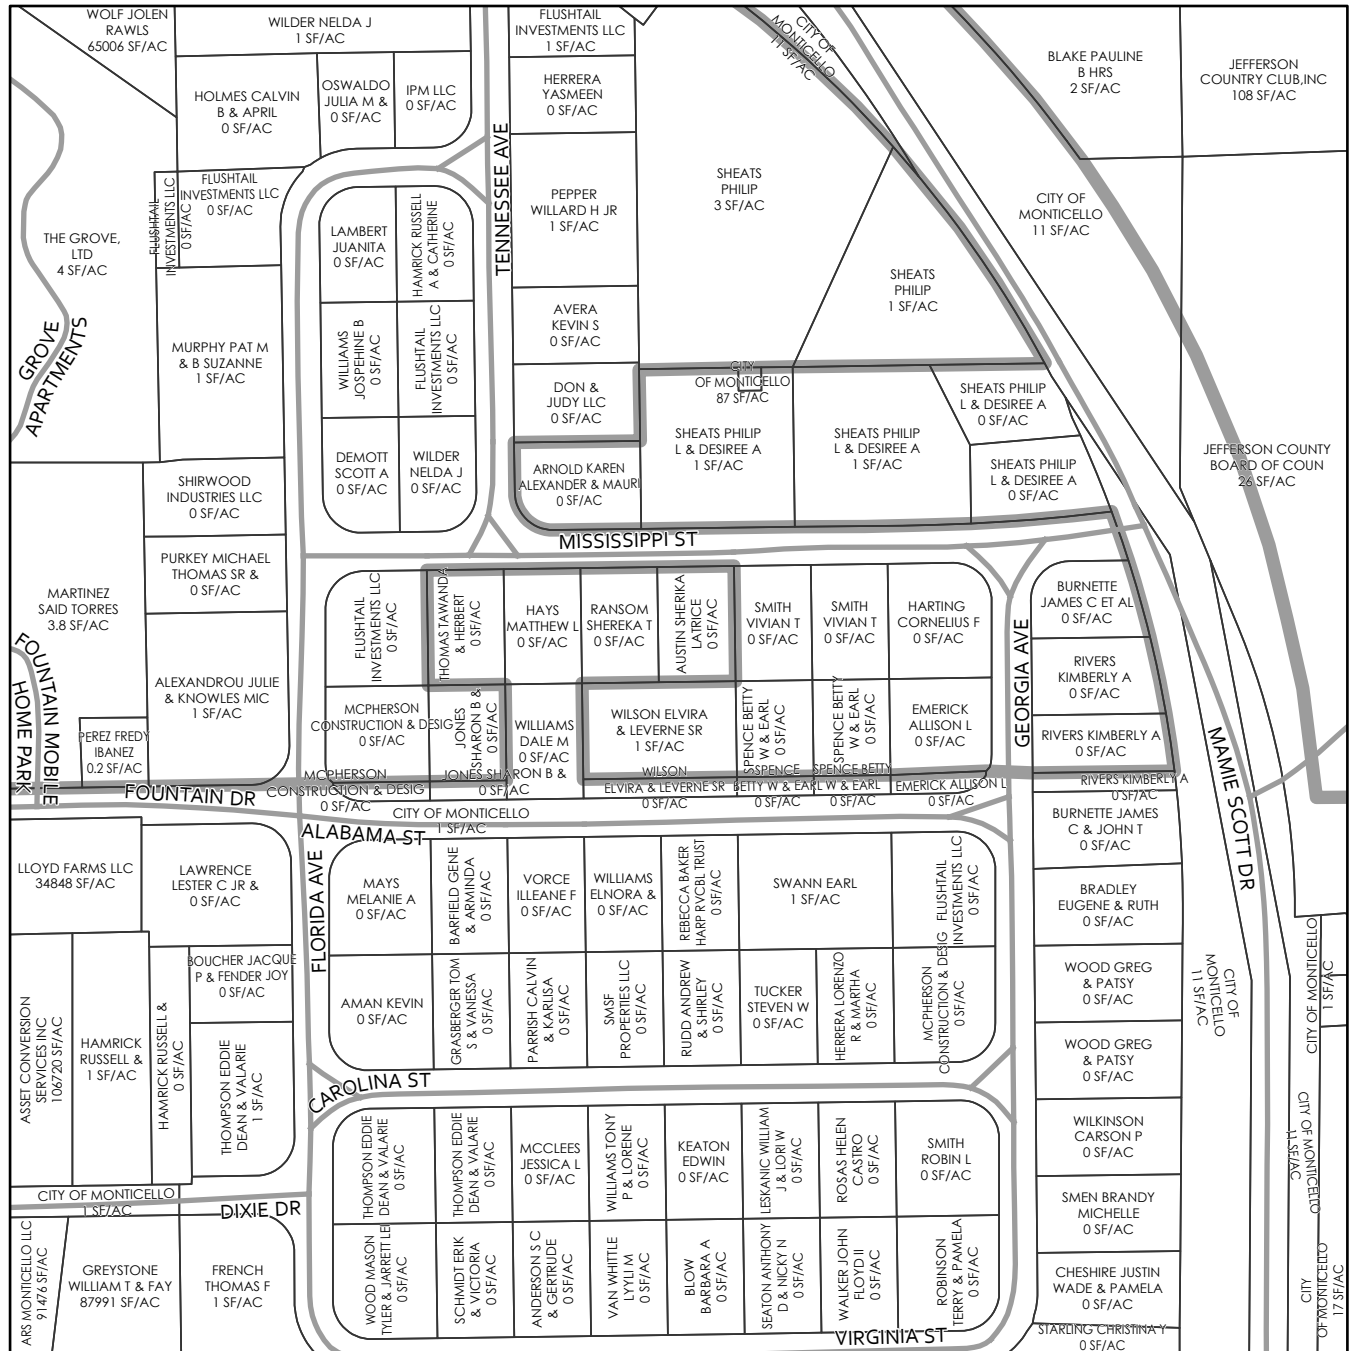 WOLF JOLEN
RAWLS
65006 SF/AC
WILDER NELDA J
1 SF/AC
FLUSHTAIL
INVESTMENTS LLC
1 SF/AC
CITY OF
MONTICELLO
11 SF/AC
BLAKE PAULINE
B HRS
2 SF/AC
JEFFERSON
COUNTRY CLUB,INC
108 SF/AC
HOLMES CALVIN
B & APRIL
0 SF/AC
OSWALDO
JULIA M &
0 SF/AC
IPM LLC
0 SF/AC
HERRERA
YASMEEN
0 SF/AC
TENNESSEE AVE
FLUSHTAIL
INVESTMENTS LLC
0 SF/AC
FLUSHTAIL
INVESTMENTS LLC
0 SF/AC
THE GROVE,
LTD
4 SF/AC
LAMBERT
JUANITA
0 SF/AC
HAMRICK RUSSELL
A & CATHERINE
0 SF/AC
PEPPER
WILLARD H JR
1 SF/AC
SHEATS
PHILIP
3 SF/AC
CITY OF
MONTICELLO
11 SF/AC
SHEATS
PHILIP
1 SF/AC
GROVE
APARTMENTS
MURPHY PAT M
& B SUZANNE
1 SF/AC
WILLIAMS
JOSPEHINE B
0 SF/AC
FLUSHTAIL
INVESTMENTS LLC
0 SF/AC
AVERA
KEVIN S
0 SF/AC
DON &
JUDY LLC
0 SF/AC
CITY
OF MONTICELLO
87 SF/AC
SHEATS PHILIP
L & DESIREE A
0 SF/AC
SHEATS PHILIP
L & DESIREE A
1 SF/AC
SHEATS PHILIP
L & DESIREE A
1 SF/AC
SHEATS PHILIP
L & DESIREE A
0 SF/AC
JEFFERSON COUNTY
BOARD OF COUN
26 SF/AC
SHIRWOOD
INDUSTRIES LLC
0 SF/AC
DEMOTT
SCOTT A
0 SF/AC
WILDER
NELDA J
0 SF/AC
ARNOLD KAREN
ALEXANDER & MAURI
0 SF/AC
MISSISSIPPI ST
PURKEY MICHAEL
THOMAS SR &
0 SF/AC
MARTINEZ
SAID TORRES
3.8 SF/AC
FLUSHTAIL
INVESTMENTS LLC
0 SF/AC
THOMAS TAWANDA
& HERBERT
0 SF/AC
HAYS
MATTHEW L
0 SF/AC
RANSOM
SHEREKA T
0 SF/AC
AUSTIN SHERIKA
LATRICE
0 SF/AC
SMITH
VIVIAN T
0 SF/AC
SMITH
VIVIAN T
0 SF/AC
HARTING
CORNELIUS F
0 SF/AC
GEORGIA AVE
BURNETTE
JAMES C ET AL
0 SF/AC
RIVERS
KIMBERLY A
0 SF/AC
RIVERS KIMBERLY A
0 SF/AC
FOUNTAIN MOBILE
HOME PARK
ALEXANDROU JULIE
& KNOWLES MIC
1 SF/AC
PEREZ FREDY
IBANEZ
0.2 SF/AC
MCPHERSON
CONSTRUCTION & DESIG
0 SF/AC
JONES
SHARON B &
0 SF/AC
WILLIAMS
DALE M
0 SF/AC
WILSON ELVIRA
& LEVERNE SR
1 SF/AC
SPENCE BETTY
W & EARL
0 SF/AC
SPENCE BETTY
W & EARL
0 SF/AC
EMERICK
ALLISON L
0 SF/AC
MAMIE SCOTT DR
FOUNTAIN DR
MCPHERSON
CONSTRUCTION & DESIG
0 SF/AC
JONES SHARON B &
0 SF/AC
WILSON
ELVIRA & LEVERNE SR
0 SF/AC
SPENCE
BETTY W & EARL
0 SF/AC
SPENCE BETTY
W & EARL
0 SF/AC
EMERICK ALLISON L
0 SF/AC
RIVERS KIMBERLY A
0 SF/AC
CITY OF MONTICELLO
1 SF/AC
ALABAMA ST
BURNETTE JAMES
C & JOHN T
0 SF/AC
LLOYD FARMS LLC
34848 SF/AC
LAWRENCE
LESTER C JR &
0 SF/AC
FLORIDA AVE
MAYS
MELANIE A
0 SF/AC
BARFIELD GENE
& ARMINDA
0 SF/AC
VORCE
ILLEANE F
0 SF/AC
WILLIAMS
ELNORA &
0 SF/AC
REBECCA BAKER
HARP RVCBL TRUST
0 SF/AC
SWANN EARL
1 SF/AC
FLUSHTAIL
INVESTMENTS LLC
0 SF/AC
BRADLEY
EUGENE & RUTH
0 SF/AC
ASSET CONVERSION
SERVICES INC
106720 SF/AC
HAMRICK
RUSSELL &
1 SF/AC
HAMRICK RUSSELL &
0 SF/AC
BOUCHER JACQUE
P & FENDER JOY
0 SF/AC
THOMPSON EDDIE
DEAN & VALARIE
1 SF/AC
AMAN KEVIN
0 SF/AC
GRASBERGER TOM
S & VANESSA
0 SF/AC
PARRISH CALVIN
& KARLISA
0 SF/AC
SMSF
PROPERTIES LLC
0 SF/AC
RUDD ANDREW
& SHIRLEY
0 SF/AC
TUCKER
STEVEN W
0 SF/AC
HERRERA LORENZO
R & MARTHA
0 SF/AC
MCPHERSON
CONSTRUCTION & DESIG
0 SF/AC
WOOD GREG
& PATSY
0 SF/AC
WOOD GREG
& PATSY
0 SF/AC
CITY OF
MONTICELLO
11 SF/AC
CITY OF MONTICELLO
1 SF/AC
CAROLINA ST
THOMPSON EDDIE
DEAN & VALARIE
0 SF/AC
THOMPSON EDDIE
DEAN & VALARIE
0 SF/AC
MCCLEES
JESSICA L
0 SF/AC
WILLIAMS TONY
P & LORENE
0 SF/AC
KEATON
EDWIN
0 SF/AC
LESKANIC WILLIAM
J & LORI W
0 SF/AC
ROSAS HELEN
CASTRO
0 SF/AC
SMITH
ROBIN L
0 SF/AC
WILKINSON
CARSON P
0 SF/AC
CITY OF MONTICELLO
11 SF/AC
CITY OF MONTICELLO
1 SF/AC
DIXIE DR
SMEN BRANDY
MICHELLE
0 SF/AC
ARS MONTICELLO LLC
91476 SF/AC
GREYSTONE
WILLIAM T & FAY
87991 SF/AC
FRENCH
THOMAS F
1 SF/AC
WOOD MASON
TYLER & JARRETT LEI
0 SF/AC
SCHMIDT ERIK
& VICTORIA
0 SF/AC
ANDERSON S C
& GERTRUDE
0 SF/AC
VAN WHITTLE
LYYLI M
0 SF/AC
BLOW
BARBARA A
0 SF/AC
SEATON ANTHONY
D & NICKY N
0 SF/AC
WALKER JOHN
FLOYD II
0 SF/AC
ROBINSON
TERRY & PAMELA
0 SF/AC
CHESHIRE JUSTIN
WADE & PAMELA
0 SF/AC
CITY
OF MONTICELLO
17 SF/AC
VIRGINIA ST
STARLING CHRISTINA Y
0 SF/AC